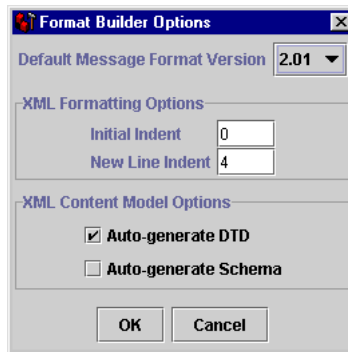 Format Builder Options
Default Message Format Version 2.01
XML Formatting Options
Initial Indent 0
New Line Indent 4
XML Content Model Options
Auto-generate DTD
Auto-generate Schema
OK Cancel